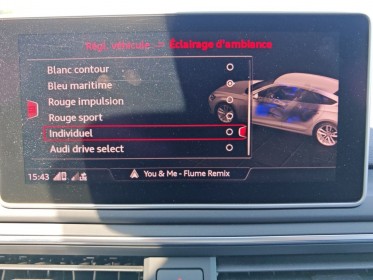 Régl. véhicule → Éclairage d'ambiance
Blanc contour
Bleu maritime
Rouge impulsion
Rouge sport
Individuel
Audi drive select
15:43
You & Me - Flume Remix